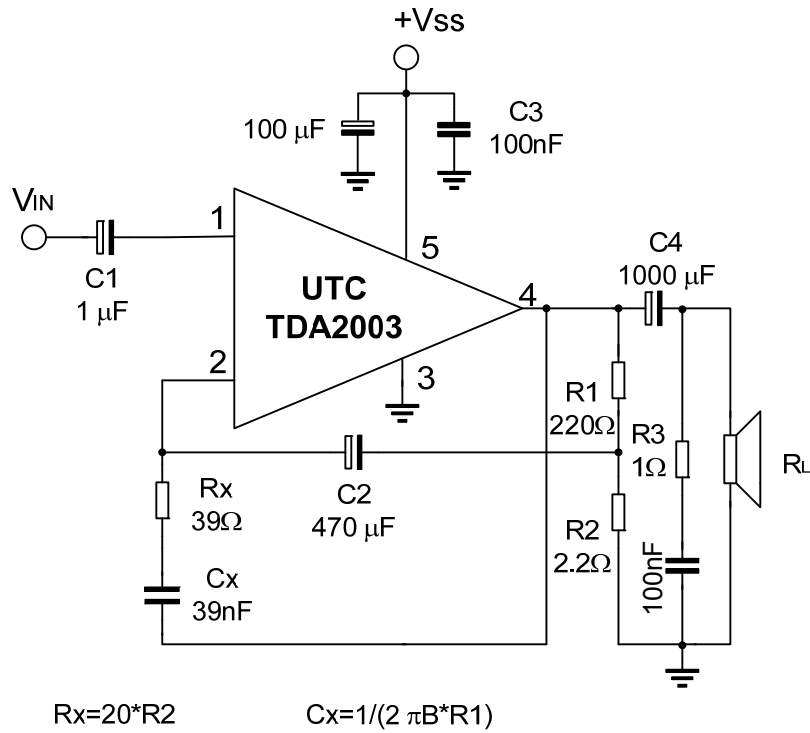 +Vss
100 μF
C3
100nF
VIN
1
C1
1 μF
5
UTC
TDA2003
4
C4
1000 μF
2
3
R1
220Ω
R3
1Ω
RL
Rx
39Ω
C2
470 μF
R2
2.2Ω
100nF
Cx
39nF
Rx=20*R2
Cx=1/(2 πB*R1)